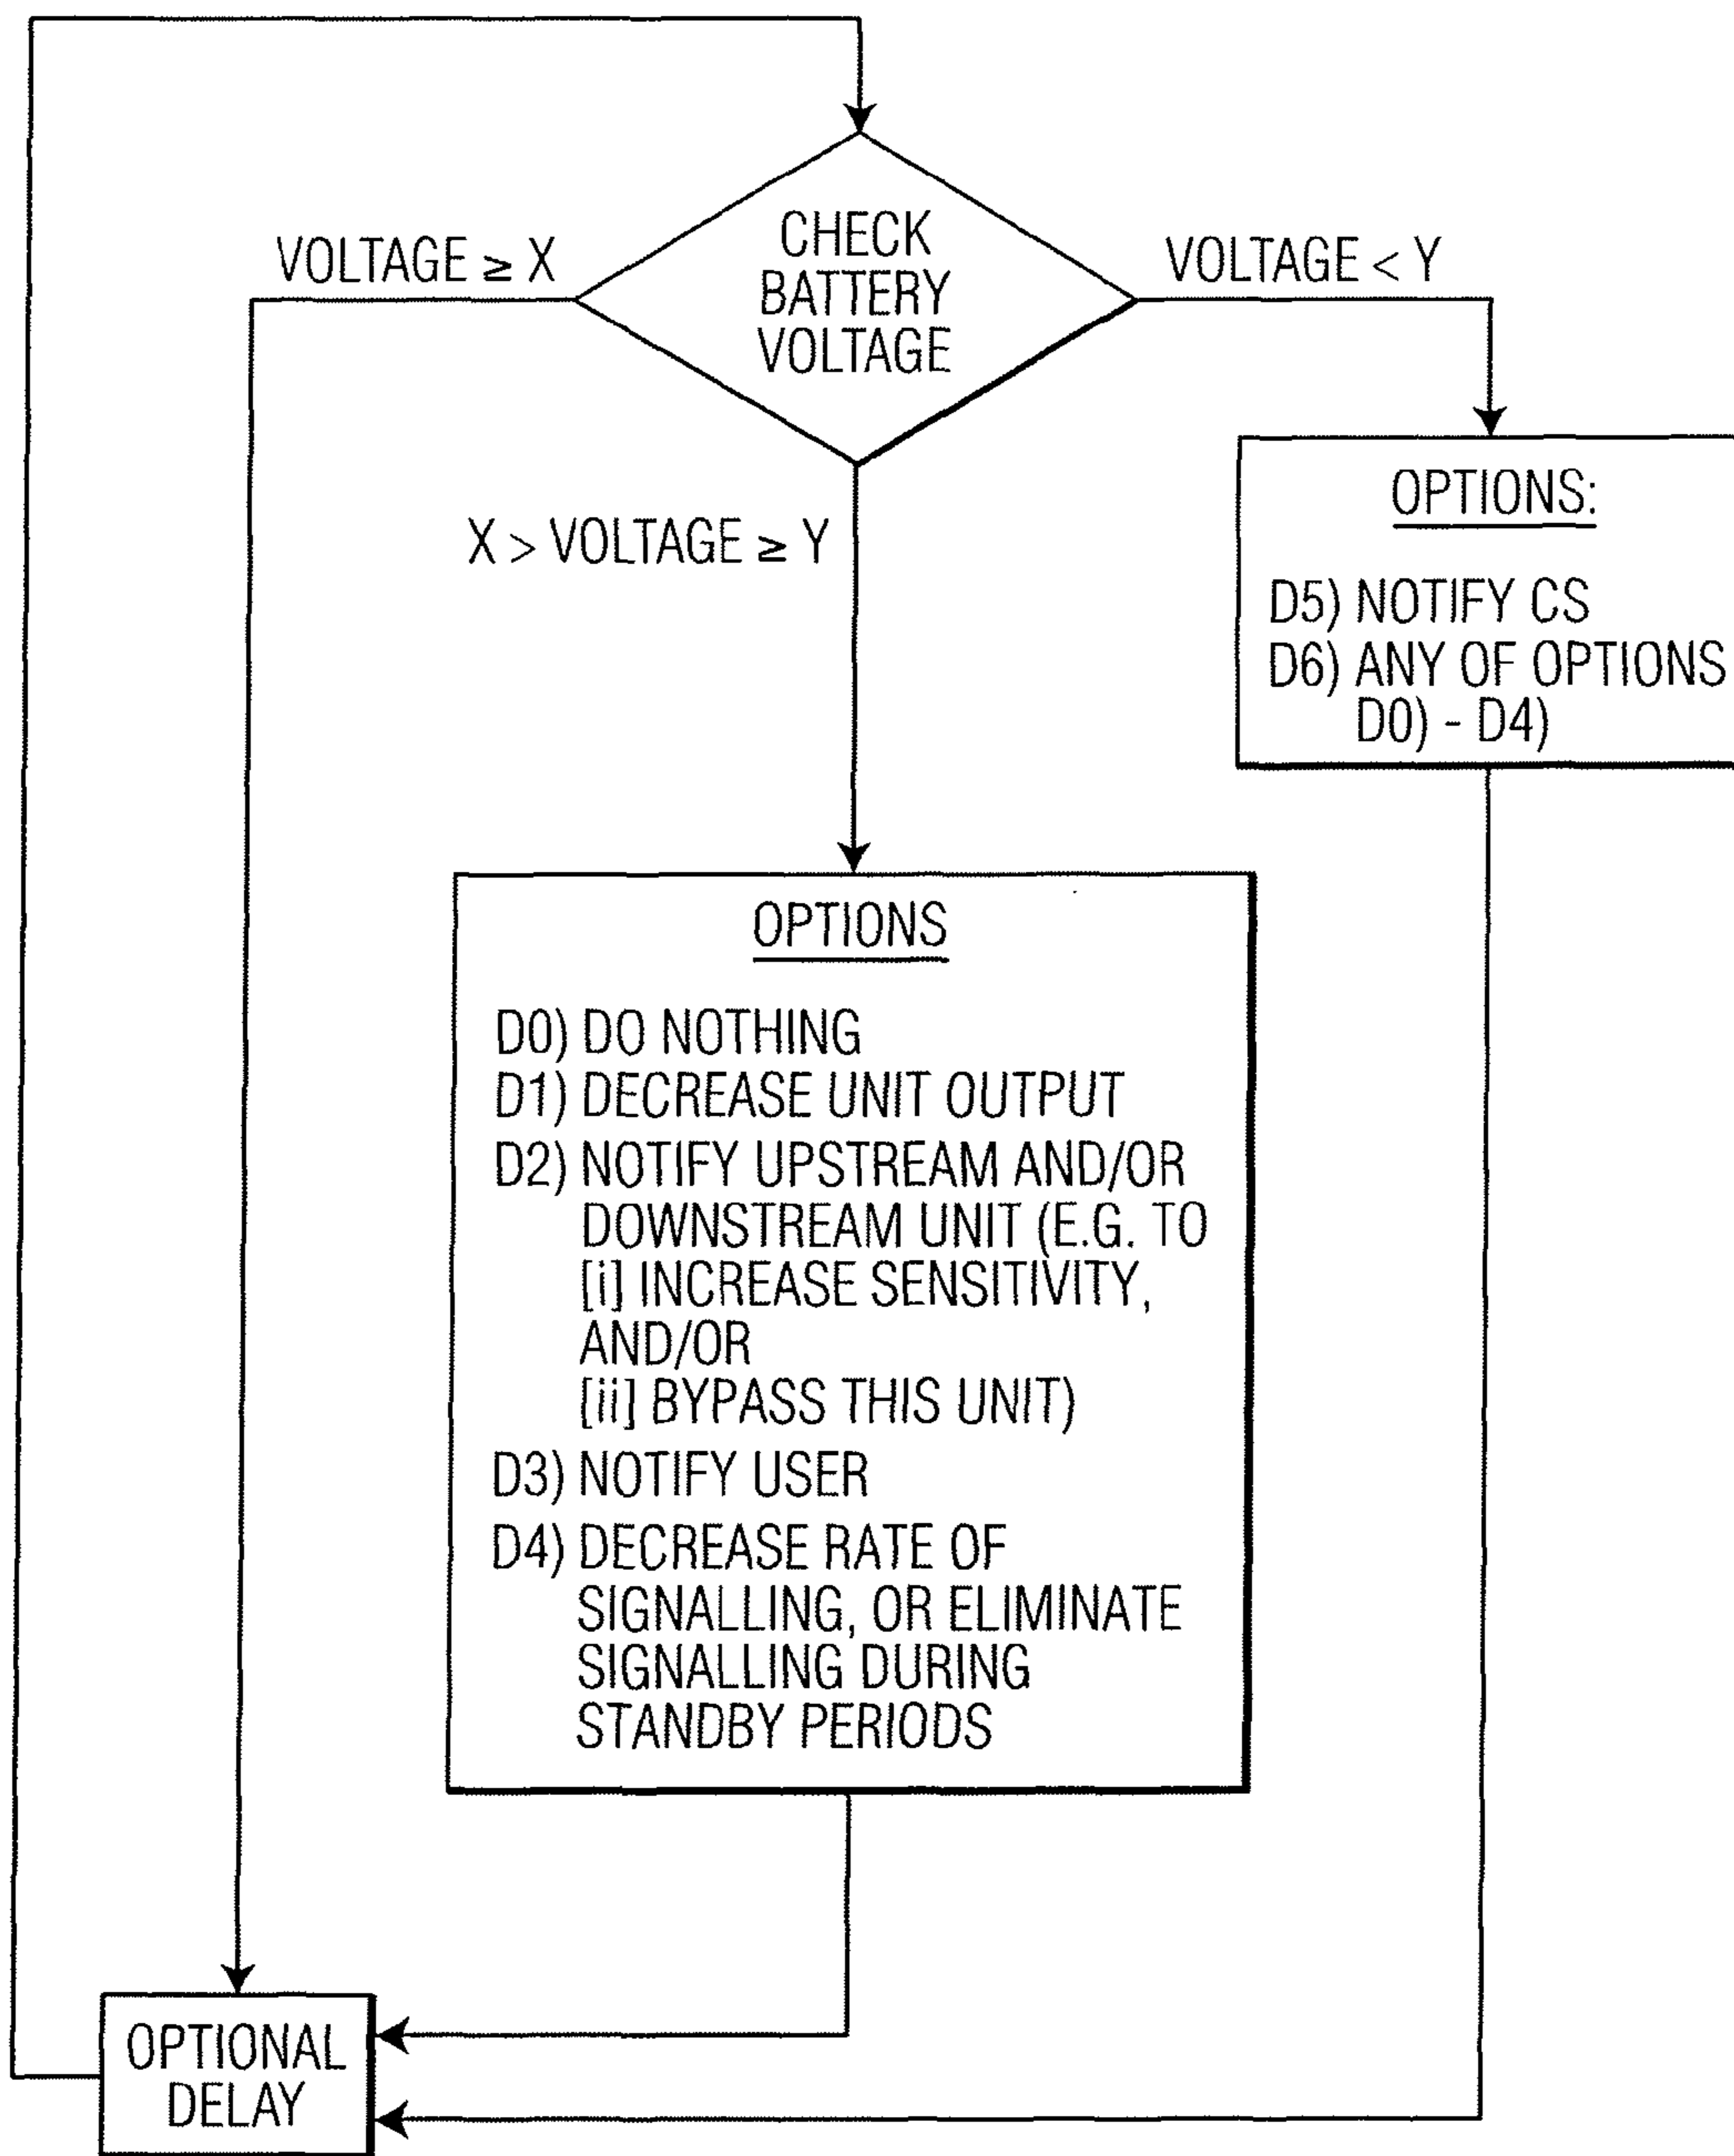 CHECK
BATTERY
VOLTAGE
VOLTAGE ≥ X
VOLTAGE < Y
X > VOLTAGE ≥ Y
OPTIONS:
D5) NOTIFY CS
D6) ANY OF OPTIONS
D0) - D4)
OPTIONS
D0) DO NOTHING
D1) DECREASE UNIT OUTPUT
D2) NOTIFY UPSTREAM AND/OR
DOWNSTREAM UNIT (E.G. TO
[i] INCREASE SENSITIVITY,
AND/OR
[ii] BYPASS THIS UNIT)
D3) NOTIFY USER
D4) DECREASE RATE OF
SIGNALLING, OR ELIMINATE
SIGNALLING DURING
STANDBY PERIODS
OPTIONAL
DELAY